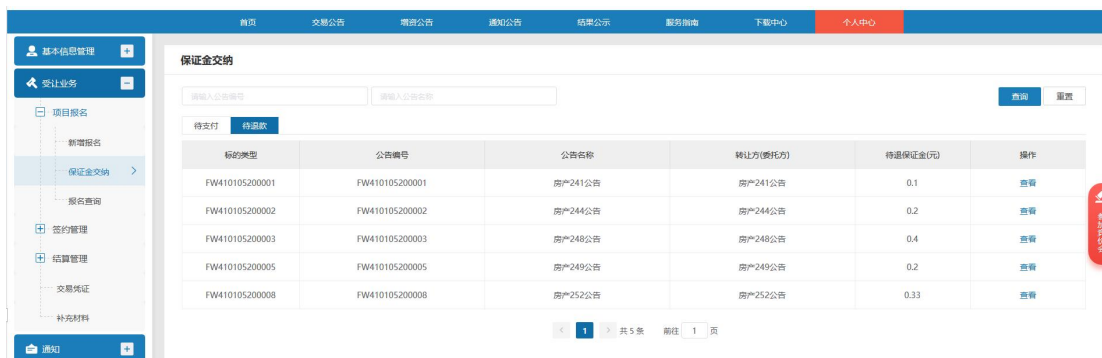 首页 交易公告 增资公告 通知公告 结果公示 服务指南 下载中心 个人中心
基本信息管理
受让业务
项目报名
新增报名
保证金交纳
报名查询
签约管理
结算管理
交易凭证
补充材料
通知
保证金交纳
请输入公告编号 请输入公告名称 查询 重置
待支付 待退款
标的类型 公告编号 公告名称 转让方(委托方) 待退保证金(元) 操作
FW410105200001 FW410105200001 房产241公告 房产241公告 0.1 查看
FW410105200002 FW410105200002 房产244公告 房产244公告 0.2 查看
FW410105200003 FW410105200003 房产248公告 房产248公告 0.4 查看
FW410105200005 FW410105200005 房产249公告 房产249公告 0.2 查看
FW410105200008 FW410105200008 房产252公告 房产252公告 0.33 查看
< 1 > 共 5 条 前往 1 页